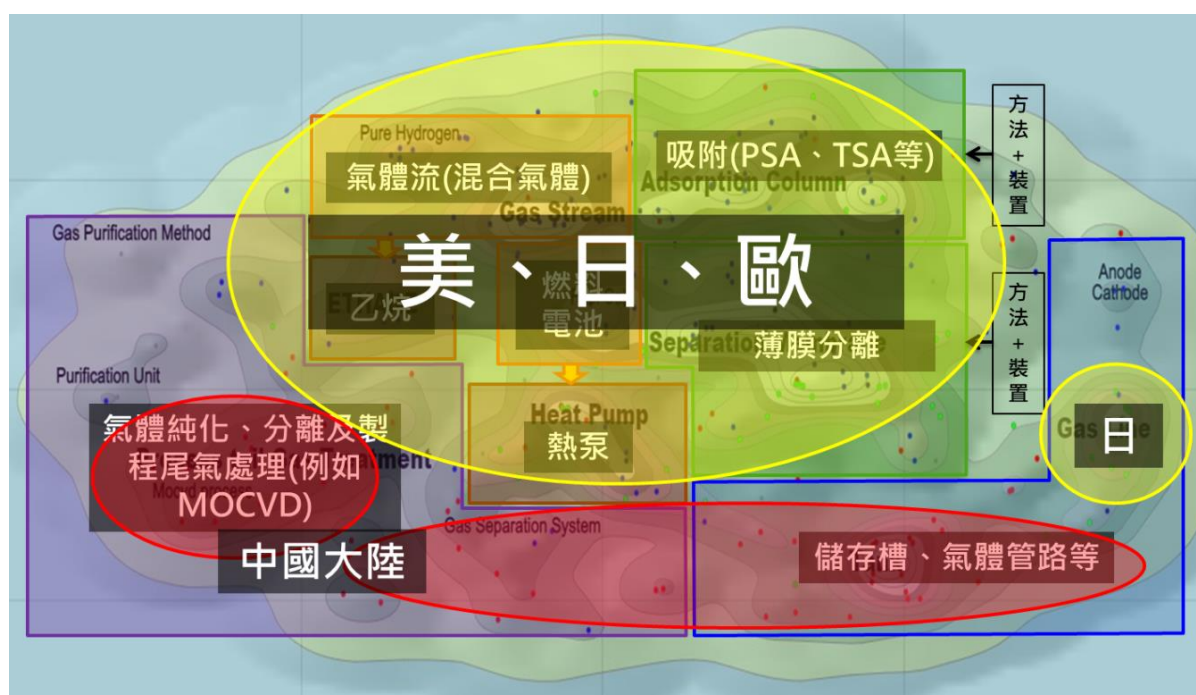 Pure Hydrogen
氣體流(混合氣體)
Gas Stream
吸附(PSA、TSA等)
Adsorption Column
方法+裝置
Gas Purification Method
美、日、歐
乙烷
燃料
電池
Separation
薄膜分離
方法+裝置
Anode
Cathode
Purification Unit
Heat Pump
熱泵
氣體純化、分離及製
程尾氣處理(例如
MOCVD)
Mocvd process
Gas
日
Gas Separation System
中國大陸
儲存槽、氣體管路等